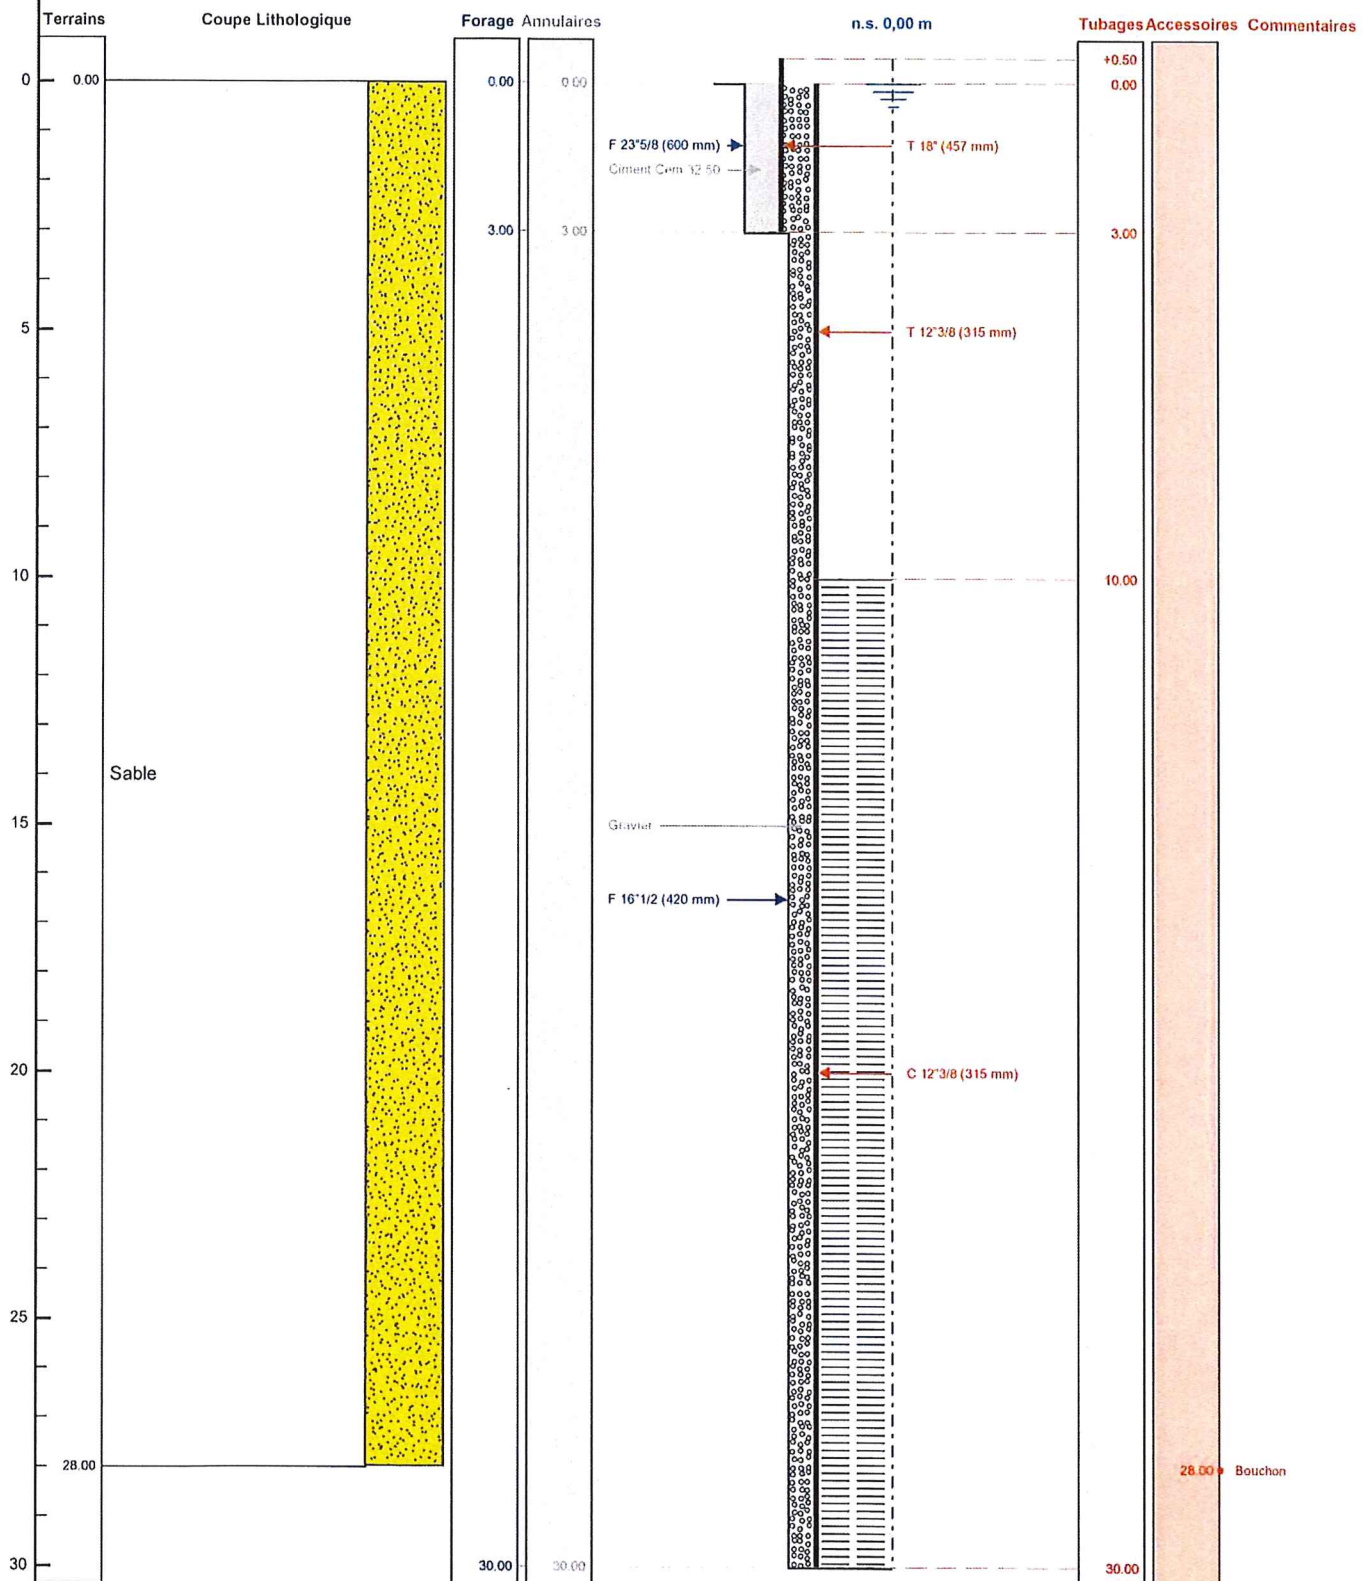 Terrains Coupe Lithologique Forage Annulaires n.s. 0,00 m Tubages Accessoires Commentaires
+0.50
0 0.00 0.00 0.00 0.00
F 23"5/8 (600 mm) T 18" (457 mm)
Ciment Cem 32.50
3.00 3.00 3.00
5 T 12"3/8 (315 mm)
10 10.00
Sable
15 Gravier
F 16"1/2 (420 mm)
20 C 12"3/8 (315 mm)
25
28.00 28.00 Bouchon
30 30.00 30.00 30.00